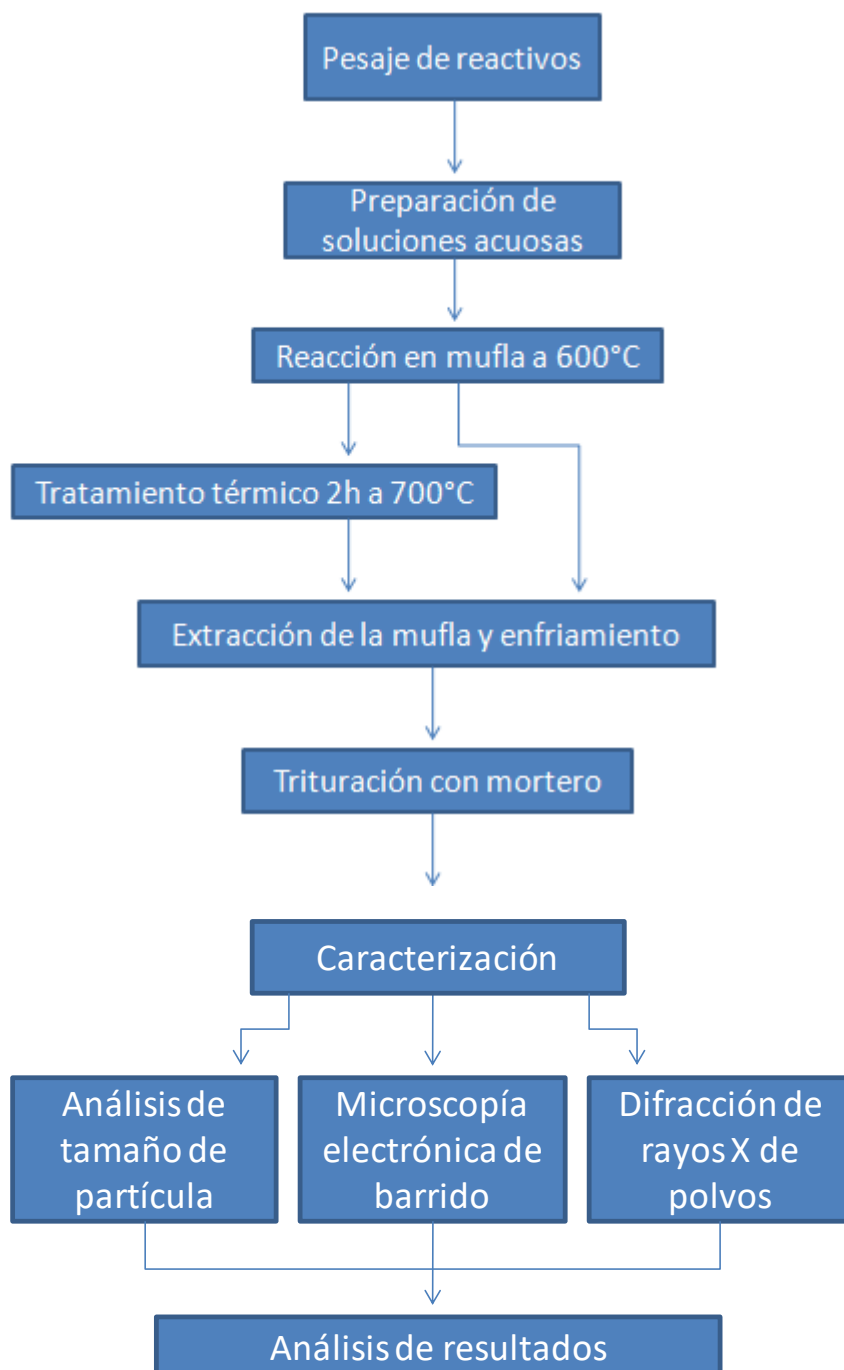 Pesaje de reactivos
Preparación de
soluciones acuosas
Reacción en mufla a 600°C
Tratamiento térmico 2h a 700°C
Extracción de la mufla y enfriamiento
Trituración con mortero
Caracterización
Análisis de
tamaño de
partícula
Microscopía
electrónica de
barrido
Difracción de
rayos X de
polvos
Análisis de resultados